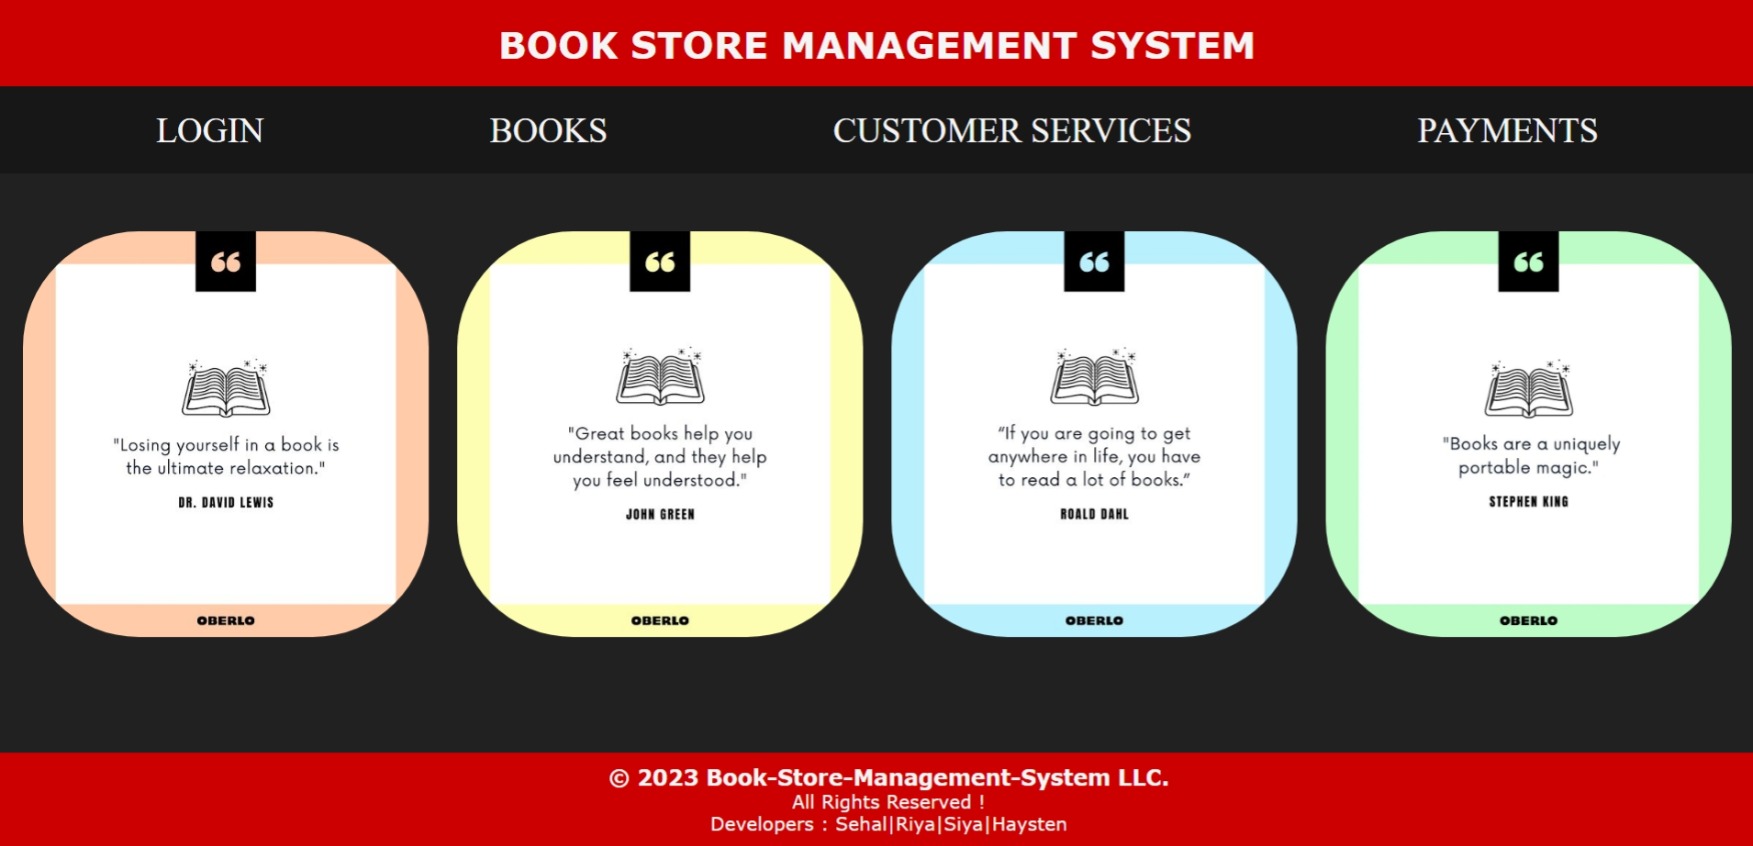 BOOK STORE MANAGEMENT SYSTEM
LOGIN BOOKS CUSTOMER SERVICES PAYMENTS
"Losing yourself in a book is
the ultimate relaxation."
DR. DAVID LEWIS
OBERLO
"Great books help you
understand, and they help
you feel understood."
JOHN GREEN
OBERLO
“If you are going to get
anywhere in life, you have
to read a lot of books.”
ROALD DAHL
OBERLO
"Books are a uniquely
portable magic."
STEPHEN KING
OBERLO
© 2023 Book-Store-Management-System LLC.
All Rights Reserved !
Developers : Sehal|Riya|Siya|Haysten